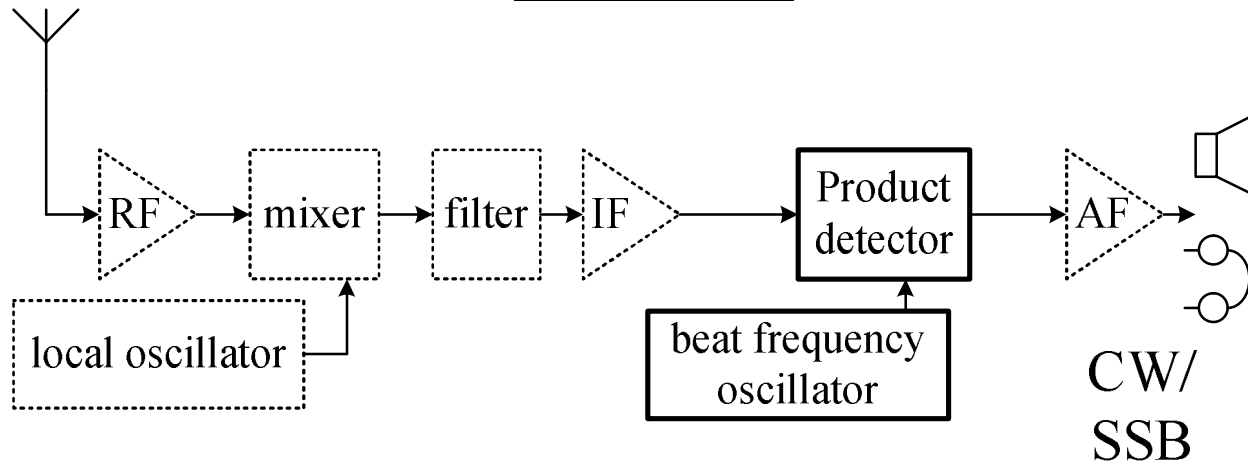 RF
mixer
filter
IF
Product
detector
AF
local oscillator
beat frequency
oscillator
CW/
SSB